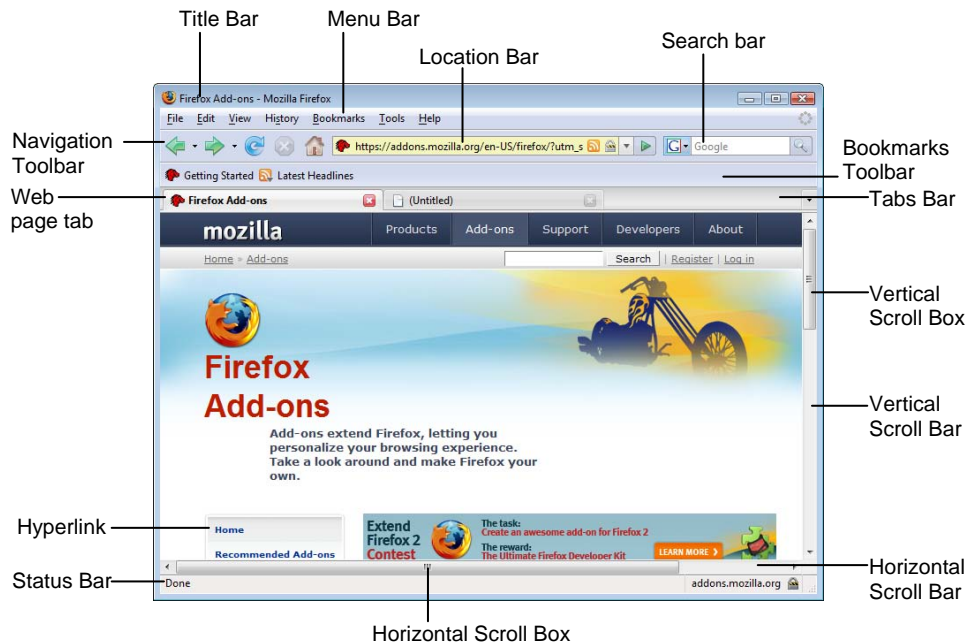 Title Bar
Menu Bar
Location Bar
Search bar
Firefox Add-ons - Mozilla Firefox
File Edit View History Bookmarks Tools Help
Navigation
Toolbar
https://addons.mozilla.org/en-US/firefox/?utm_s
G
Google
Bookmarks
Toolbar
Getting Started Latest Headlines
Web
page tab
Firefox Add-ons
(Untitled)
Tabs Bar
mozilla
Products Add-ons Support Developers About
Home » Add-ons
Search | Register | Log in
Vertical
Scroll Box
Firefox
Add-ons
Vertical
Scroll Bar
Add-ons extend Firefox, letting you
personalize your browsing experience.
Take a look around and make Firefox your
own.
Hyperlink
Home
Recommended Add-ons
Extend
Firefox 2
Contest
The task:
Create an awesome add-on for Firefox 2
The reward:
The Ultimate Firefox Developer Kit
LEARN MORE
Status Bar
Done
addons.mozilla.org
Horizontal
Scroll Bar
Horizontal Scroll Box